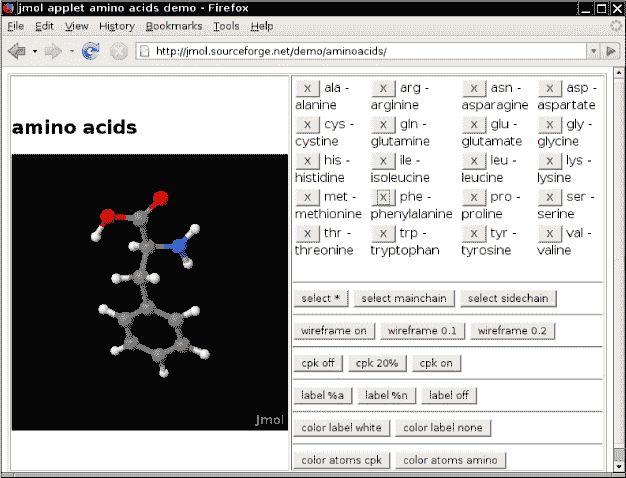 jmol applet amino acids demo - Firefox
File Edit View History Bookmarks Tools Help
http://jmol.sourceforge.net/demo/aminoacids/
amino acids
Jmol
x ala - alanine x arg - arginine x asn - asparagine x asp - aspartate
x cys - cystine x gln - glutamine x glu - glutamate x gly - glycine
x his - histidine x ile - isoleucine x leu - leucine x lys - lysine
x met - methionine x phe - phenylalanine x pro - proline x ser - serine
x thr - threonine x trp - tryptophan x tyr - tyrosine x val - valine
select * select mainchain select sidechain
wireframe on wireframe 0.1 wireframe 0.2
cpk off cpk 20% cpk on
label %a label %n label off
color label white color label none
color atoms cpk color atoms amino